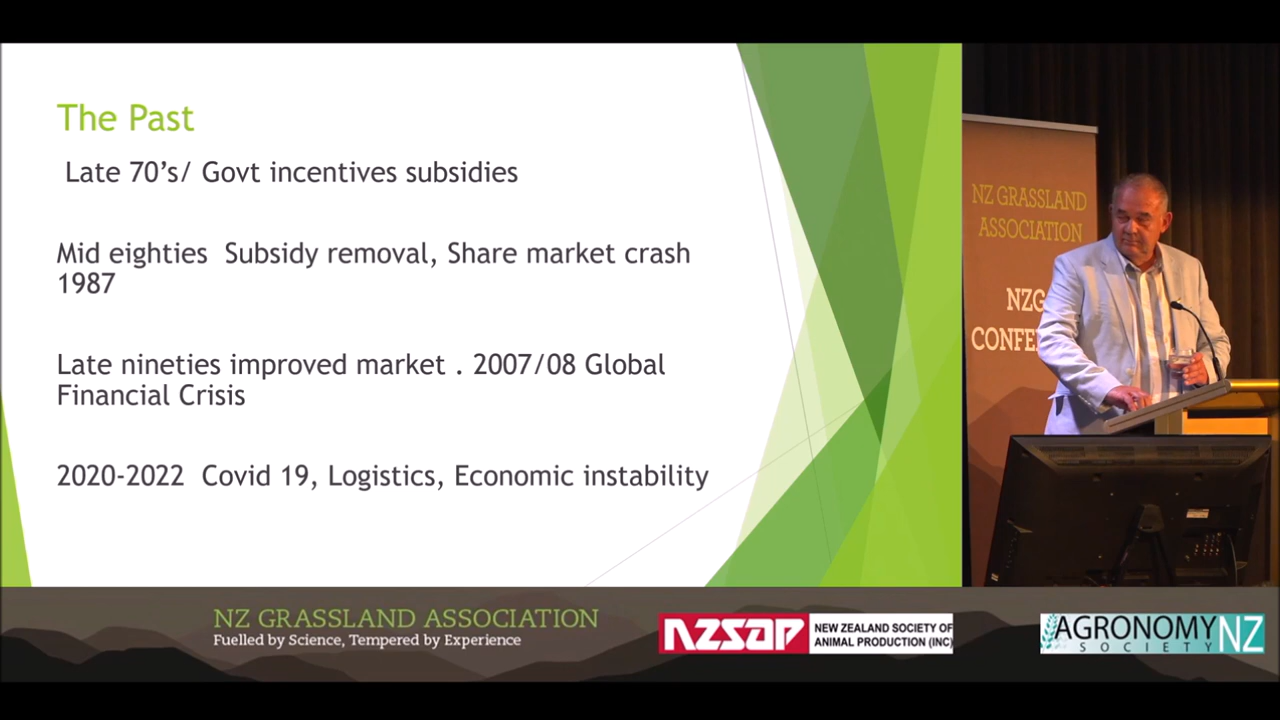 The Past
Late 70's/ Govt incentives subsidies
Mid eighties  Subsidy removal, Share market crash
1987
Late nineties improved market . 2007/08 Global
Financial Crisis
2020-2022  Covid 19, Logistics, Economic instability
NZ GRASSLAND
ASSOCIATION
NZG
CONFE
NZ GRASSLAND ASSOCIATION
Fuelled by Science, Tempered by Experience
NZSAP
NEW ZEALAND SOCIETY OF
ANIMAL PRODUCTION (INC)
AGRONOMY NZ
SOCIETY